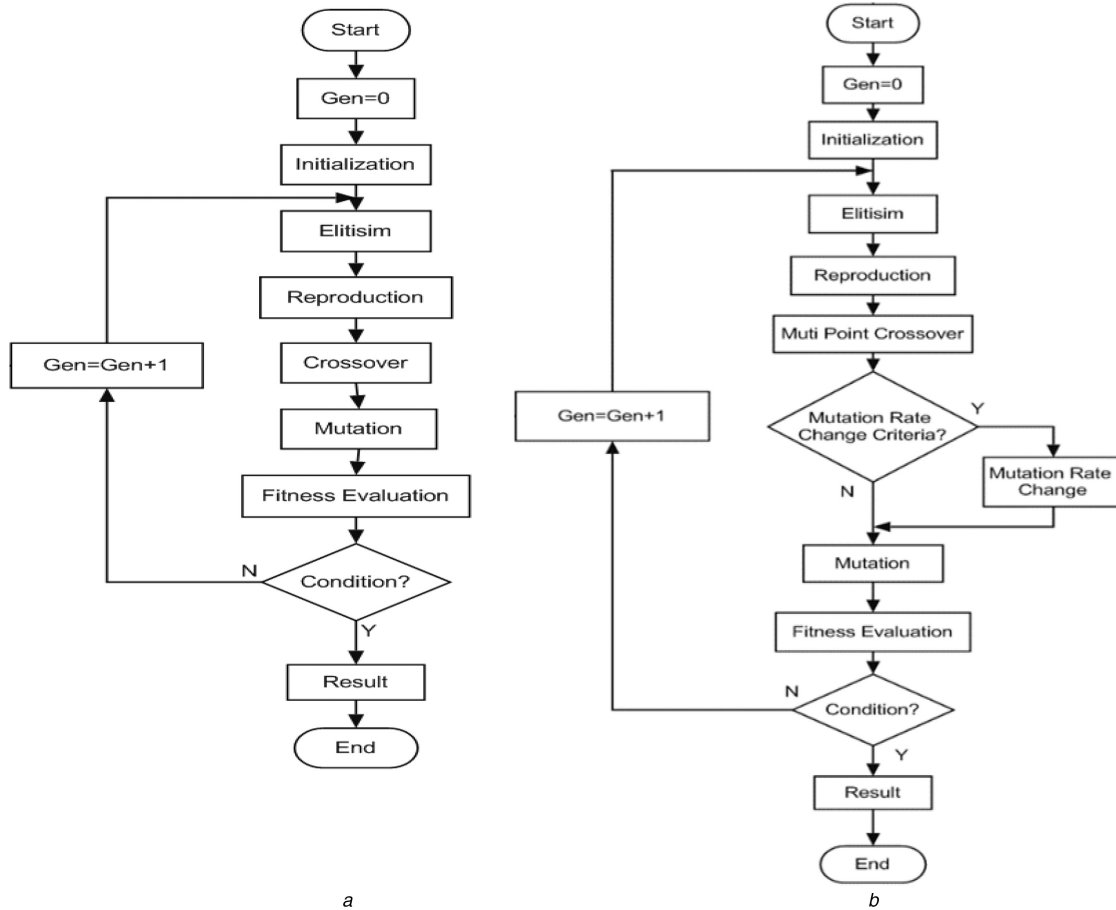 Start
Gen=0
Initialization
Elitisim
Reproduction
Crossover
Gen=Gen+1
Mutation
Fitness Evaluation
N
Condition?
Y
Result
End
a
Start
Gen=0
Initialization
Elitisim
Reproduction
Muti Point Crossover
Mutation Rate
Change Criteria?
Y
Gen=Gen+1
Mutation Rate
Change
N
Mutation
Fitness Evaluation
N
Condition?
Y
Result
End
b